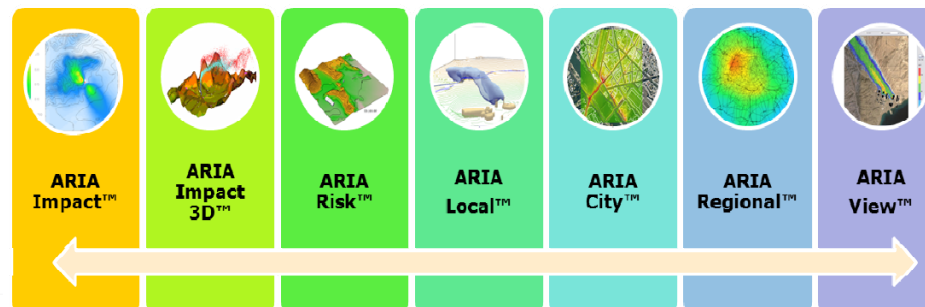 ARIA
Impact™
ARIA
Impact
3D™
ARIA
Risk™
ARIA
Local™
ARIA
City™
ARIA
Regional™
ARIA
View™